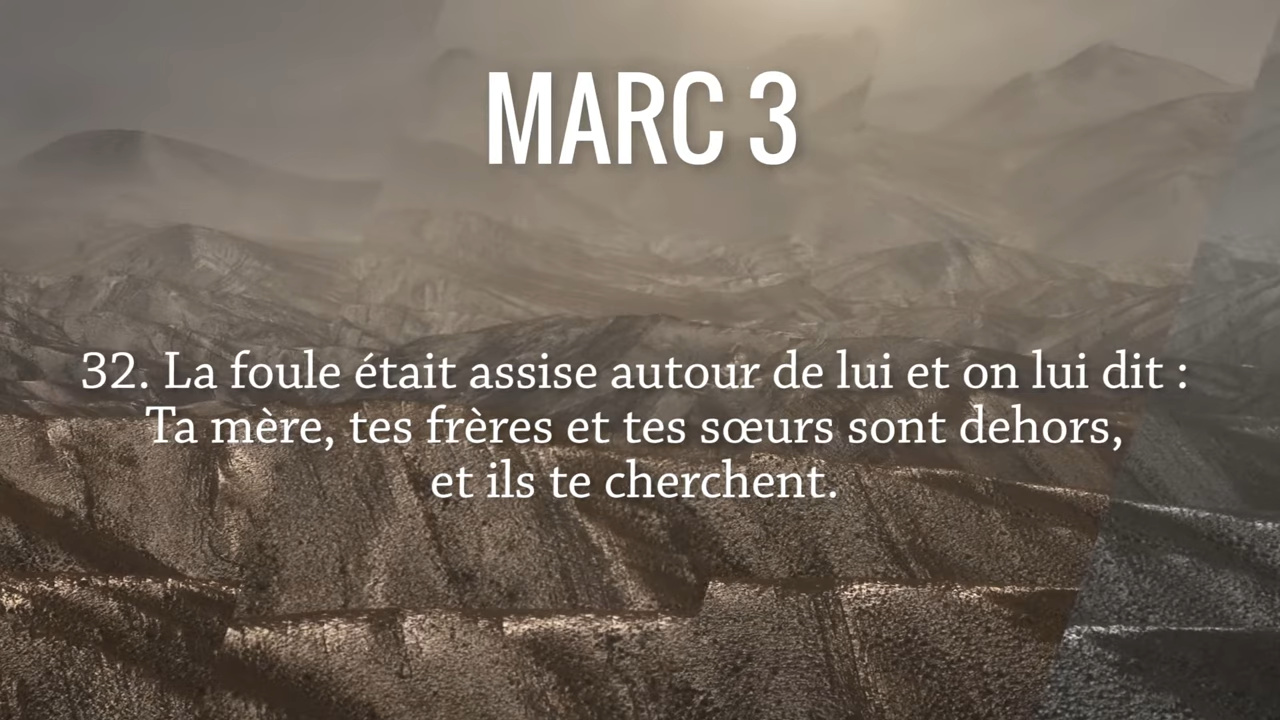 MARC 3
32. La foule était assise autour de lui et on lui dit :
Ta mère, tes frères et tes sœurs sont dehors,
et ils te cherchent.